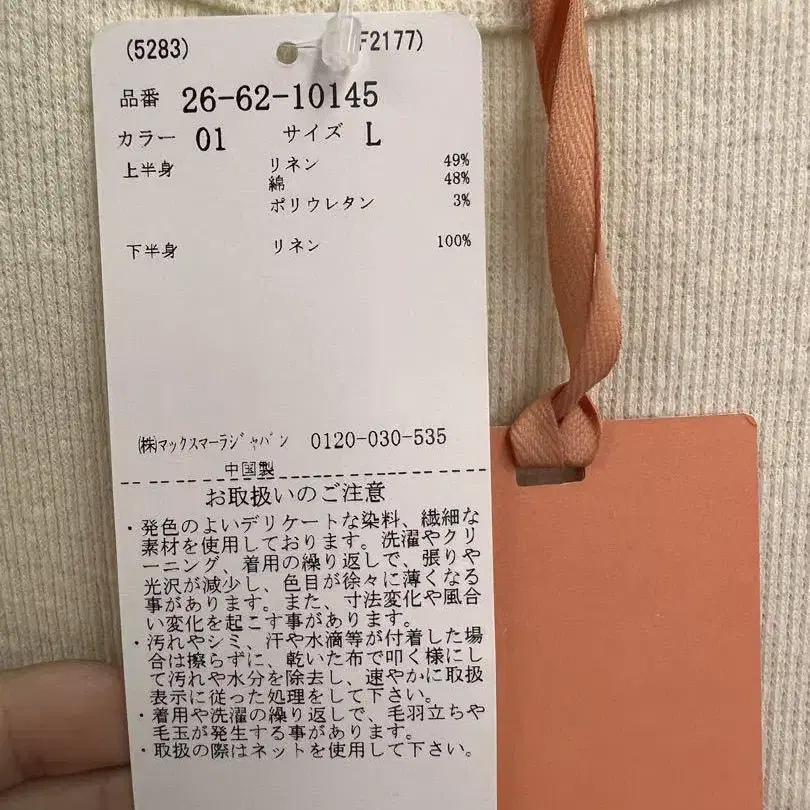 (5283) F2177)
品番 26-62-10145
カラー 01 サイズ L
上半身 リネン 49%
綿 48%
ポリウレタン 3%
下半身 リネン 100%
㈱マックスマーラジャパン 0120-030-535
中国製
お取扱いのご注意
・発色のよいデリケートな染料、繊細な
素材を使用しております。洗濯やクリ
ーニング、着用の繰り返しで、張りや
光沢が減少し、色目が徐々に薄くなる
事があります。また、寸法変化や風合
い変化を起こす事があります。
・汚れやシミ、汗や水滴等が付着した場
合は擦らずに、乾いた布で叩く様にし
て汚れや水分を除去し、速やかに取扱
表示に従った処理をして下さい。
・着用や洗濯の繰り返しで、毛羽立ちや
毛玉が発生する事があります。
・取扱の際はネットを使用して下さい。